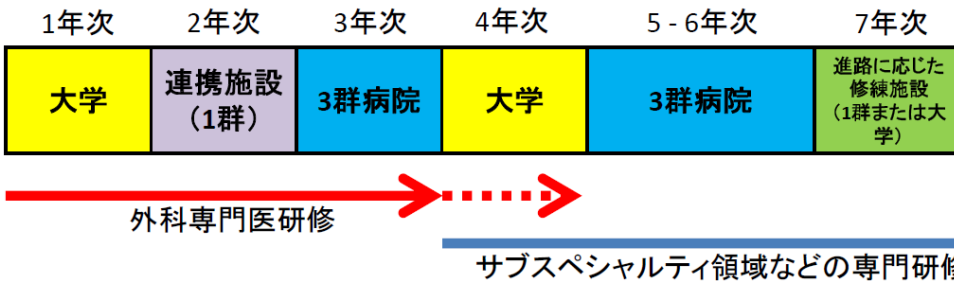 1年次
2年次
3年次
4年次
5 - 6年次
7年次
大学
連携施設
（1群）
3群病院
大学
3群病院
進路に応じた
修練施設
（1群または大
学）
外科専門医研修
サブスペシャルティ領域などの専門研修